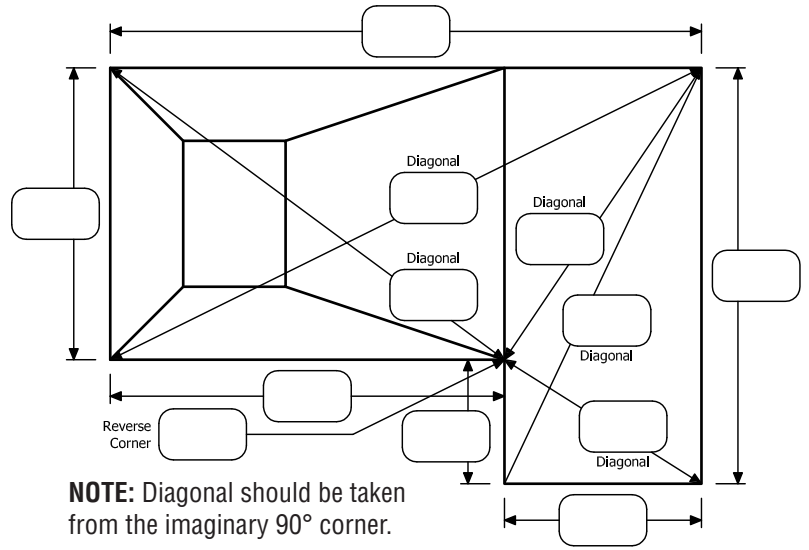 Diagonal
Diagonal
Diagonal
Diagonal
Reverse
Corner
Diagonal
NOTE: Diagonal should be taken
from the imaginary 90° corner.